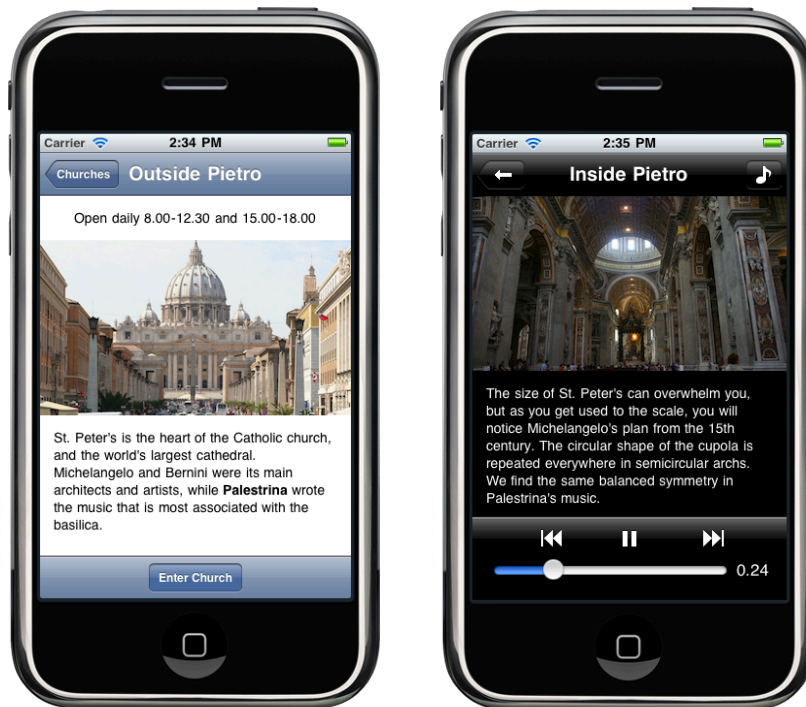 Carrier
2:34 PM
Churches
Outside Pietro
Open daily 8.00-12.30 and 15.00-18.00
St. Peter's is the heart of the Catholic church,
and the world's largest cathedral.
Michelangelo and Bernini were its main
architects and artists, while Palestrina wrote
the music that is most associated with the
basilica.
Enter Church
Carrier
2:35 PM
Inside Pietro
The size of St. Peter's can overwhelm you,
but as you get used to the scale, you will
notice Michelangelo's plan from the 15th
century. The circular shape of the cupola is
repeated everywhere in semicircular archs.
We find the same balanced symmetry in
Palestrina's music.
0.24